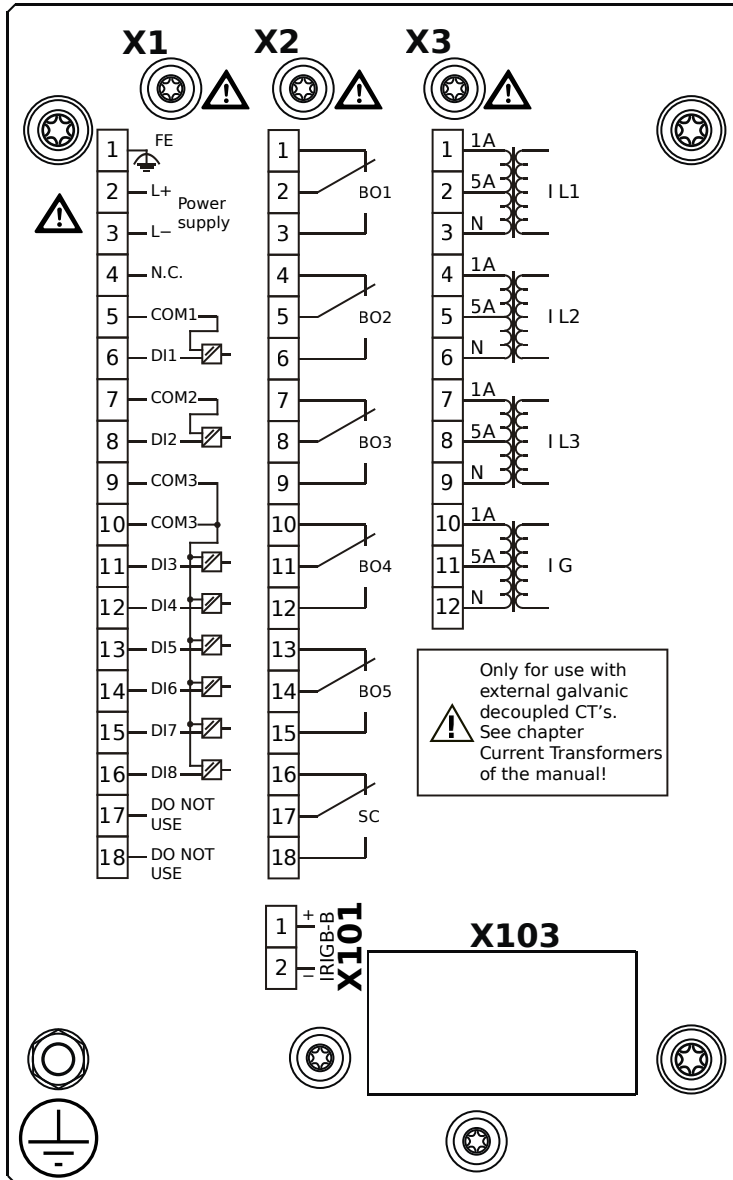 X1
X2
X3
1 FE
2 L+
Power
supply
3 L−
4 N.C.
5 COM1
6 DI1
7 COM2
8 DI2
9 COM3
10 COM3
11 DI3
12 DI4
13 DI5
14 DI6
15 DI7
16 DI8
17 DO NOT
USE
18 DO NOT
USE
1
2 BO1
3
4
5 BO2
6
7
8 BO3
9
10
11 BO4
12
13
14 BO5
15
16
17 SC
18
1 1A
2 5A I L1
3 N
4 1A
5 5A I L2
6 N
7 1A
8 5A I L3
9 N
10 1A
11 5A I G
12 N
Only for use with
external galvanic
decoupled CT's.
See chapter
Current Transformers
of the manual!
1 +
2 −
IRIGB-B
X101
X103